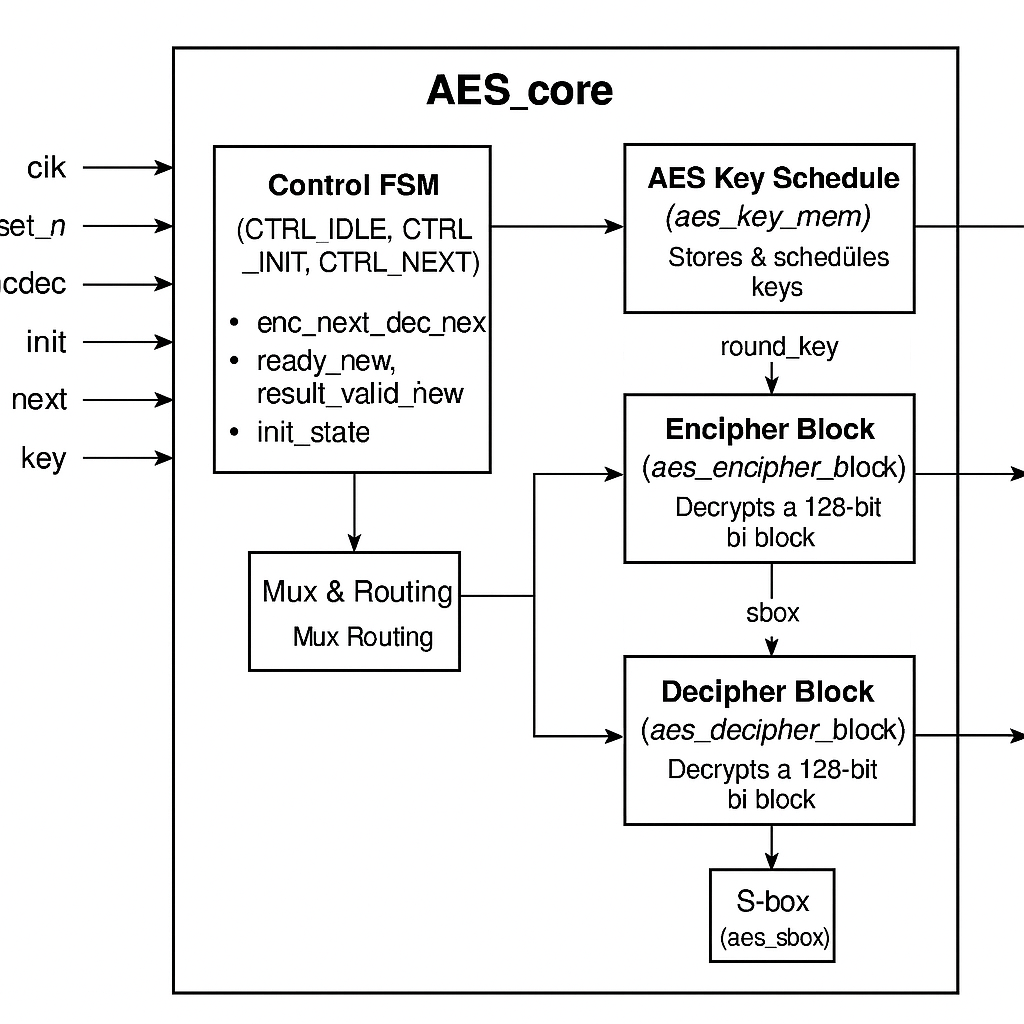 AES_core
cik
set_n
cdec
init
next
key
Control FSM
(CTRL_IDLE, CTRL
_INIT, CTRL_NEXT)
• enc_next_dec_nex
• ready_new,
result_valid_new
• init_state
Mux & Routing
Mux Routing
AES Key Schedule
(aes_key_mem)
Stores & schedüles
keys
round_key
Encipher Block
(aes_encipher_block)
Decrypts a 128-bit
bi block
sbox
Decipher Block
(aes_decipher_block)
Decrypts a 128-bit
bi block
S-box
(aes_sbox)